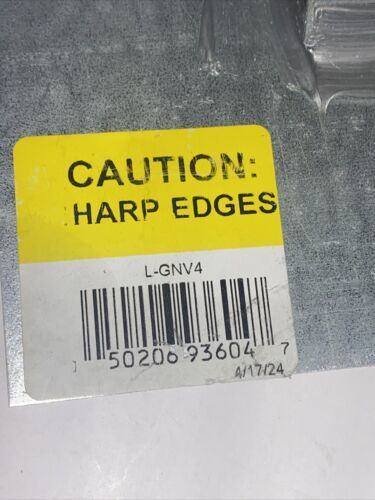 CAUTION:
HARP EDGES
L-GNV4
50206 93604 7
4/17/24